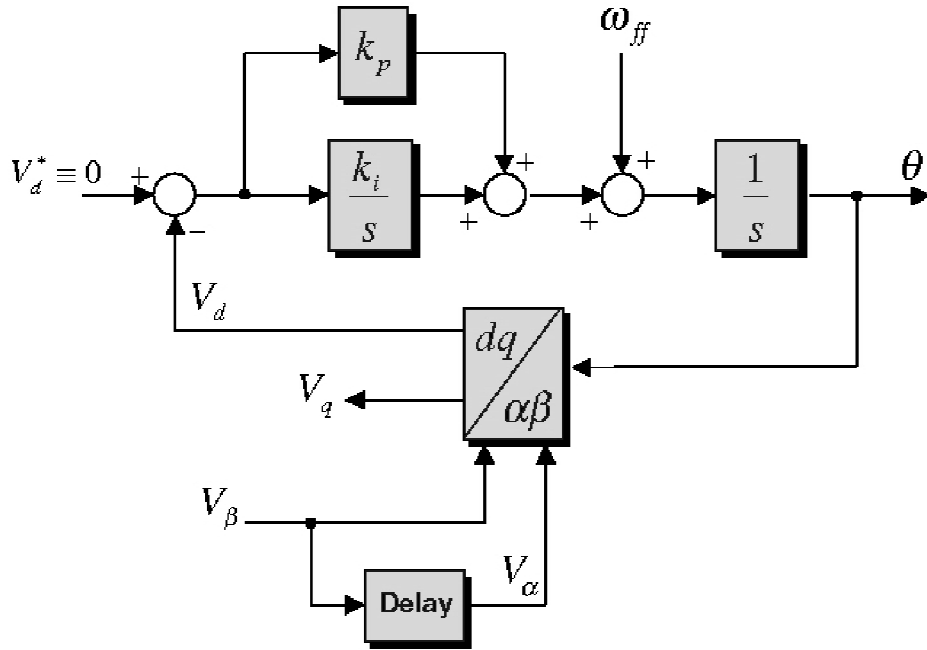 ω_ff
k_p
V_d^* ≡ 0
+
−
k_i
s
+
+
+
+
1
s
θ
V_d
dq
αβ
V_q
V_β
Delay
V_α